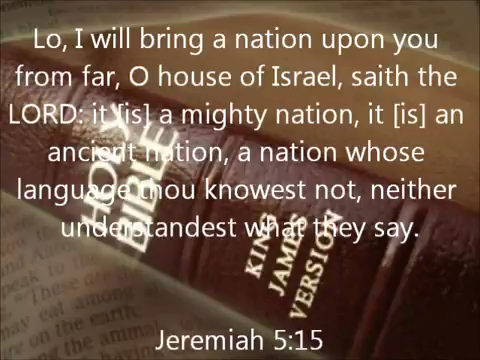 Lo, I will bring a nation upon you
from far, O house of Israel, saith the
LORD: it [is] a mighty nation, it [is] an
ancient nation, a nation whose
language thou knowest not, neither
understandest what they say.
HOLY
BIBLE
KING
JAMES
VERSION
Jeremiah 5:15